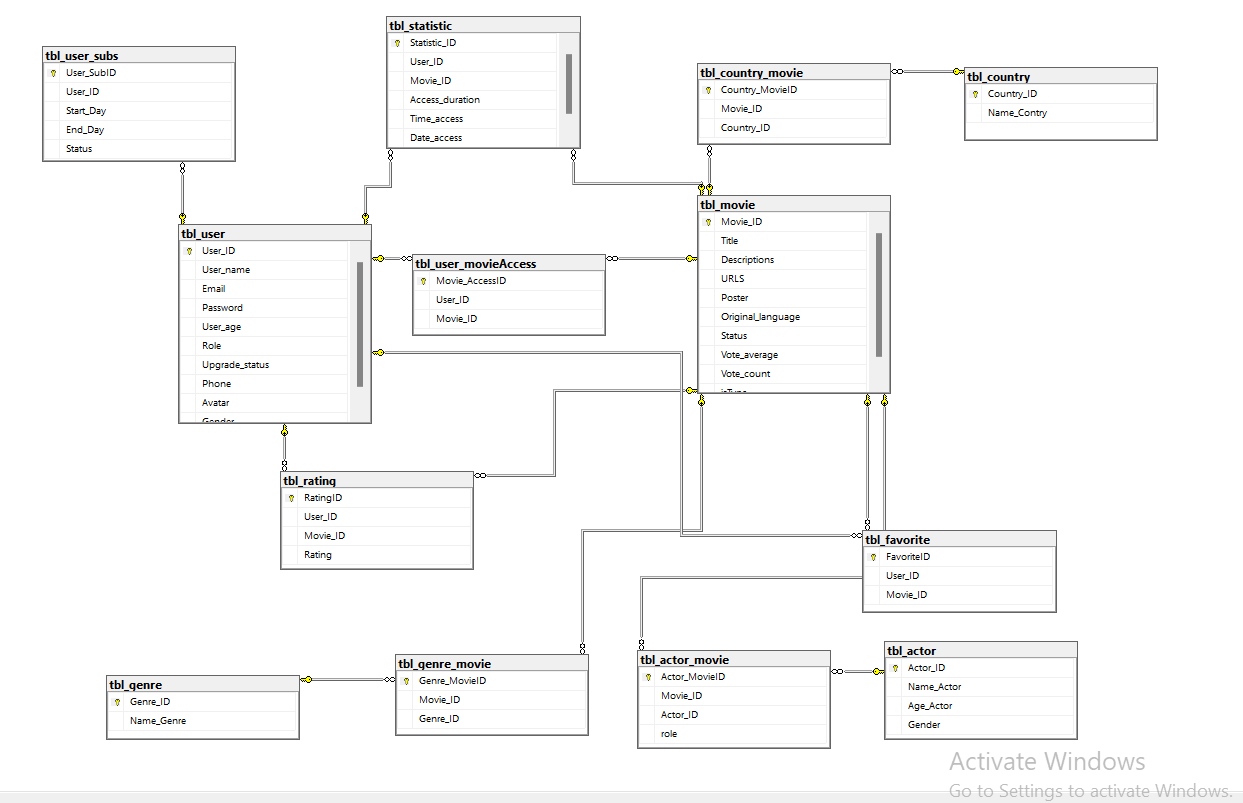 tbl_user_subs
User_SubID
User_ID
Start_Day
End_Day
Status
tbl_statistic
Statistic_ID
User_ID
Movie_ID
Access_duration
Time_access
Date_access
tbl_country_movie
Country_MovieID
Movie_ID
Country_ID
tbl_country
Country_ID
Name_Contry
tbl_user
User_ID
User_name
Email
Password
User_age
Role
Upgrade_status
Phone
Avatar
Gender
tbl_user_movieAccess
Movie_AccessID
User_ID
Movie_ID
tbl_movie
Movie_ID
Title
Descriptions
URLS
Poster
Original_language
Status
Vote_average
Vote_count
isType
tbl_rating
RatingID
User_ID
Movie_ID
Rating
tbl_favorite
FavoriteID
User_ID
Movie_ID
tbl_genre
Genre_ID
Name_Genre
tbl_genre_movie
Genre_MovieID
Movie_ID
Genre_ID
tbl_actor_movie
Actor_MovieID
Movie_ID
Actor_ID
role
tbl_actor
Actor_ID
Name_Actor
Age_Actor
Gender
Activate Windows
Go to Settings to activate Windows.